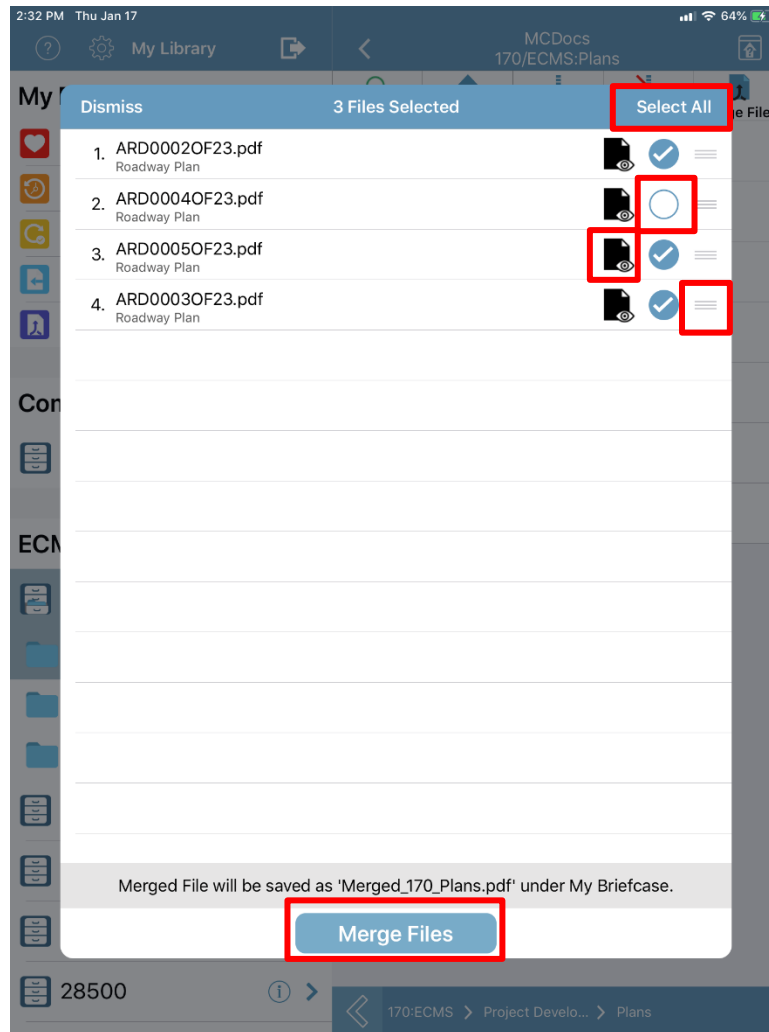 2:32 PM Thu Jan 17
64%
My Library
MCDocs
170/ECMS:Plans
My
Dismiss
3 Files Selected
Select All
e File
1. ARD0002OF23.pdf
Roadway Plan
2. ARD0004OF23.pdf
Roadway Plan
3. ARD0005OF23.pdf
Roadway Plan
4. ARD0003OF23.pdf
Roadway Plan
Con
ECM
Merged File will be saved as 'Merged_170_Plans.pdf' under My Briefcase.
Merge Files
28500
170:ECMS > Project Develo... > Plans